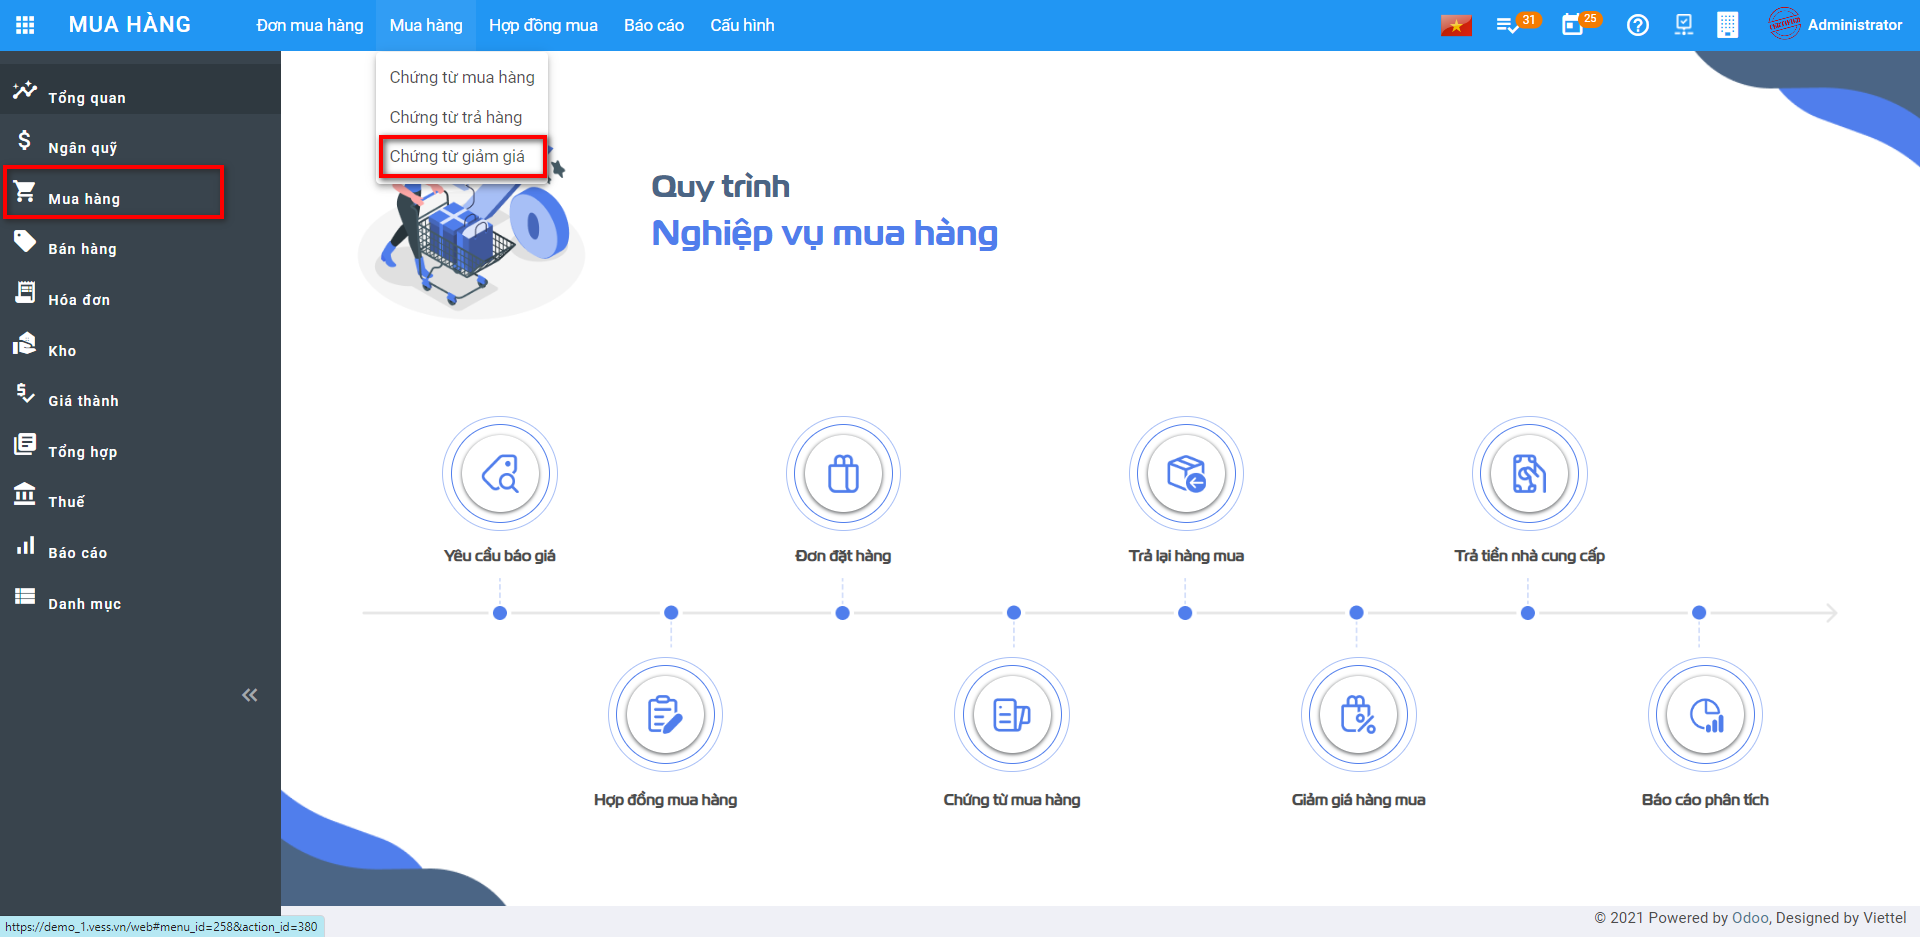 MUA HÀNG
Đơn mua hàng
Mua hàng
Hợp đồng mua
Báo cáo
Cấu hình
31
25
Administrator
Chứng từ mua hàng
Chứng từ trả hàng
Chứng từ giảm giá
Tổng quan
Ngân quỹ
Mua hàng
Bán hàng
Hóa đơn
Kho
Giá thành
Tổng hợp
Thuế
Báo cáo
Danh mục
Quy trình
Nghiệp vụ mua hàng
Yêu cầu báo giá
Đơn đặt hàng
Trả lại hàng mua
Trả tiền nhà cung cấp
Hợp đồng mua hàng
Chứng từ mua hàng
Giảm giá hàng mua
Báo cáo phân tích
© 2021 Powered by Odoo, Designed by Viettel
https://demo_1.vess.vn/web#menu_id=258&action_id=380